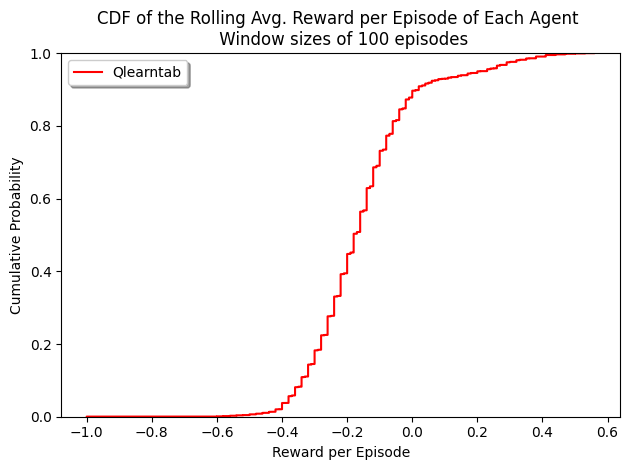 CDF of the Rolling Avg. Reward per Episode of Each Agent
Window sizes of 100 episodes
Qlearntab
Cumulative Probability
1.0
0.8
0.6
0.4
0.2
0.0
−1.0 −0.8 −0.6 −0.4 −0.2 0.0 0.2 0.4 0.6
Reward per Episode